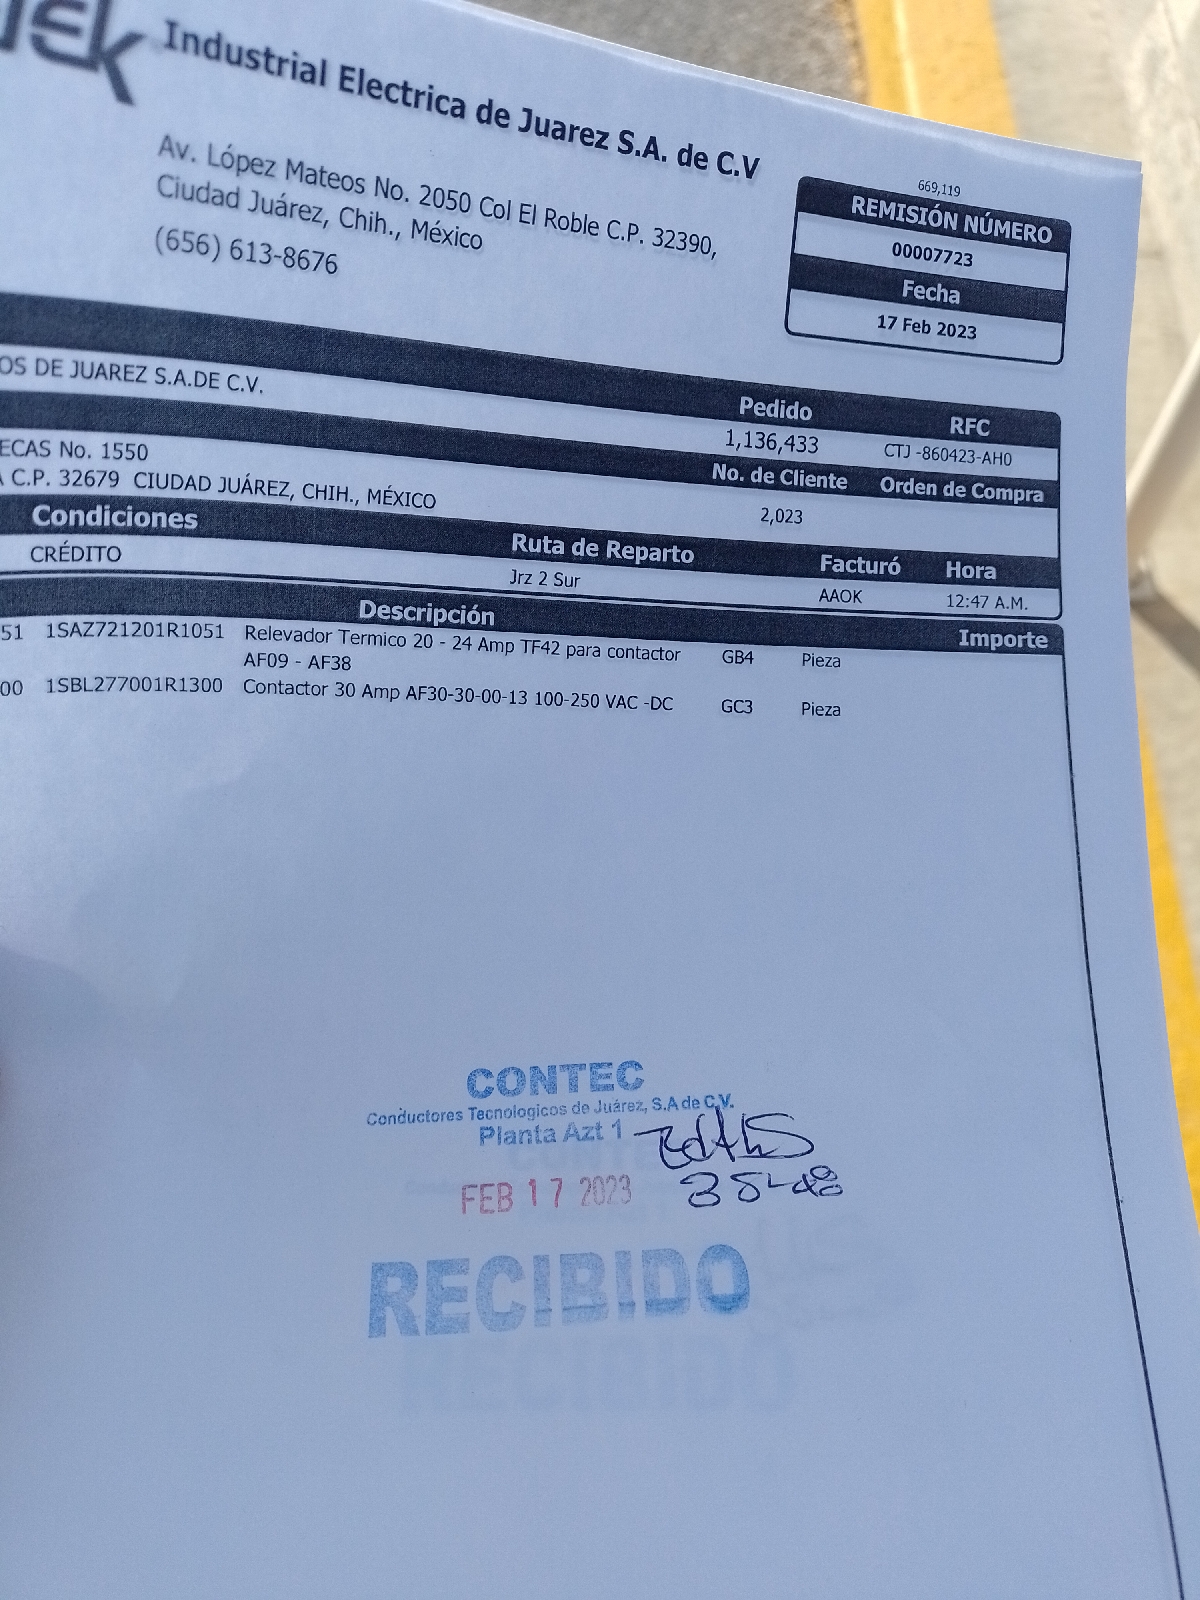 Industrial Electrica de Juarez S.A. de C.V
Av. López Mateos No. 2050 Col El Roble C.P. 32390,
Ciudad Juárez, Chih., México
(656) 613-8676
669,119
REMISIÓN NÚMERO
00007723
Fecha
17 Feb 2023
OS DE JUAREZ S.A.DE C.V.
Pedido RFC
1,136,433 CTJ -860423-AH0
ECAS No. 1550
No. de Cliente Orden de Compra
C.P. 32679 CIUDAD JUÁREZ, CHIH., MÉXICO
2,023
Condiciones Ruta de Reparto Facturó Hora
CRÉDITO Jrz 2 Sur AAOK 12:47 A.M.
Descripción Importe
51 1SAZ721201R1051 Relevador Termico 20 - 24 Amp TF42 para contactor GB4 Pieza
AF09 - AF38
00 1SBL277001R1300 Contactor 30 Amp AF30-30-00-13 100-250 VAC -DC GC3 Pieza
CONTEC
Conductores Tecnologicos de Juárez, S.A de C.V.
Planta Azt 1
FEB 17 2023
RECIBIDO